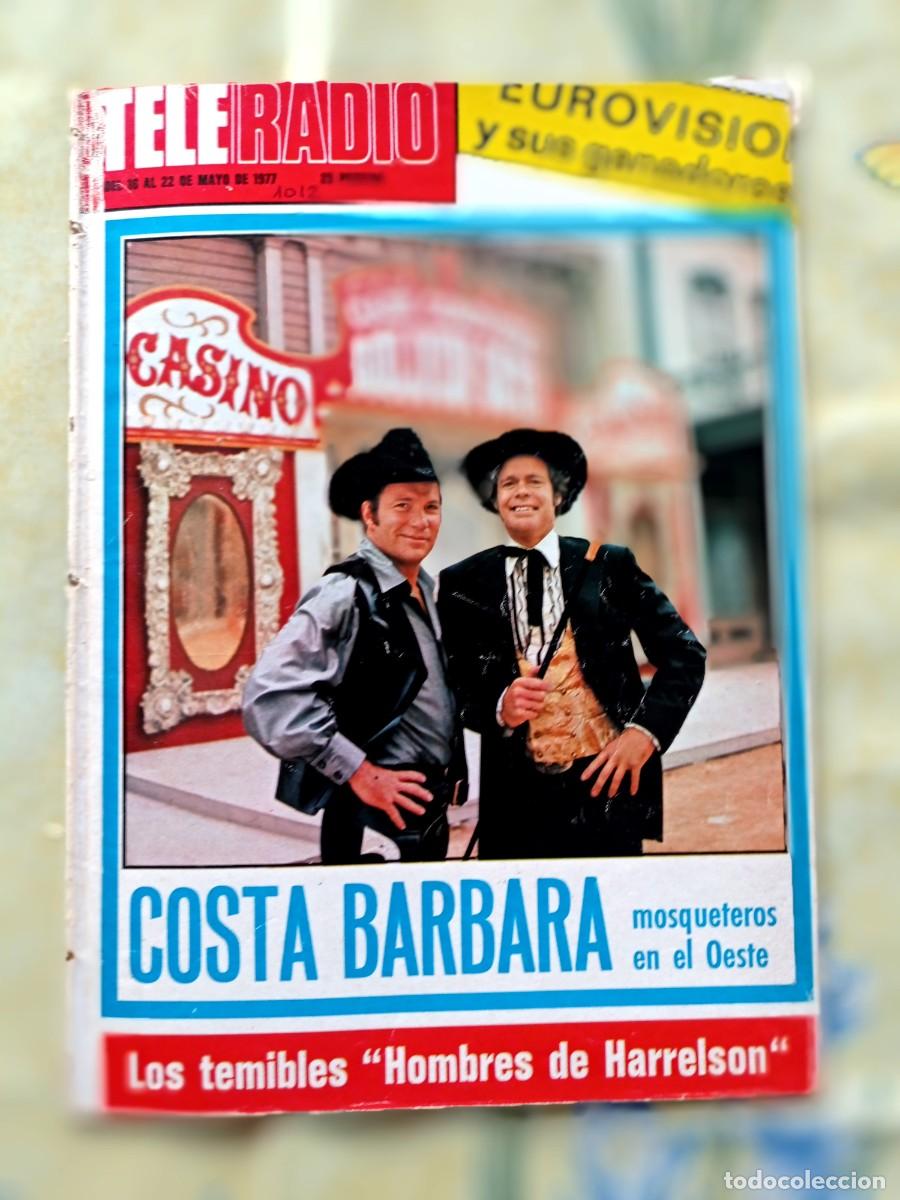 TELE RADIO
DEL 16 AL 22 DE MAYO DE 1977
1012
EUROVISIO
y sus ganadores
CASINO
COSTA BARBARA
mosqueteros
en el Oeste
Los temibles "Hombres de Harrelson"
todocoleccion